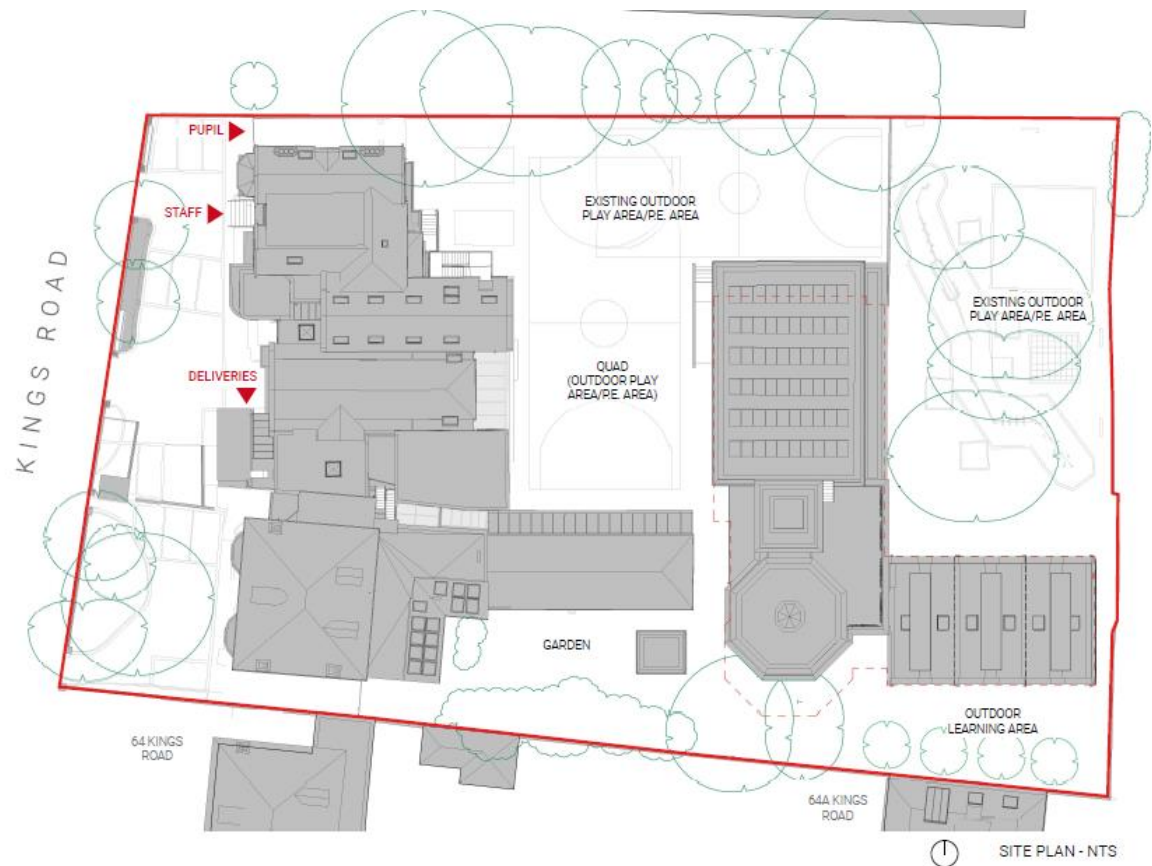 PUPIL
STAFF
KINGS ROAD
DELIVERIES
EXISTING OUTDOOR
PLAY AREA/P.E. AREA
QUAD
(OUTDOOR PLAY
AREA/P.E. AREA)
EXISTING OUTDOOR
PLAY AREA/P.E. AREA
GARDEN
OUTDOOR
LEARNING AREA
64 KINGS
ROAD
64A KINGS
ROAD
SITE PLAN - NTS